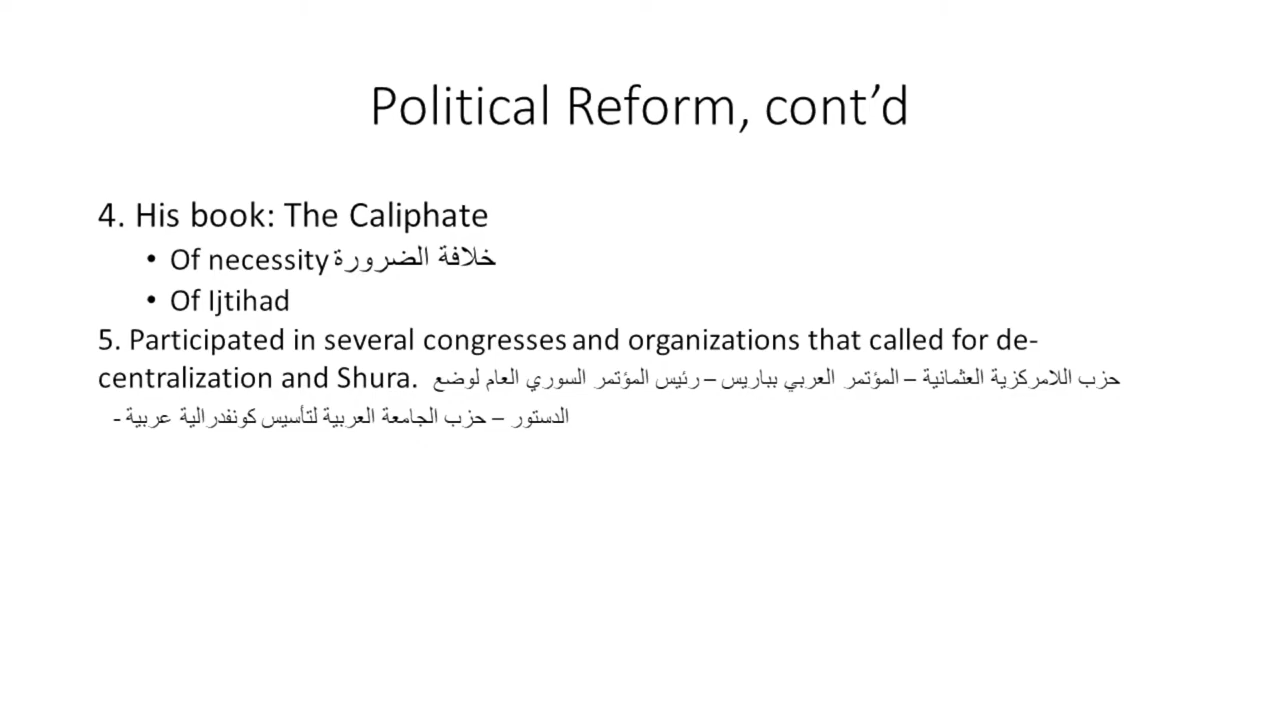 Political Reform, cont’d
4. His book: The Caliphate
• Of necessity خلافة الضرورة
• Of Ijtihad
5. Participated in several congresses and organizations that called for de-
centralization and Shura. حزب اللامركزية العثمانية – المؤتمر العربي بباريس – رئيس المؤتمر السوري العام لوضع
الدستور – حزب الجامعة العربية لتأسيس كونفدرالية عربية -